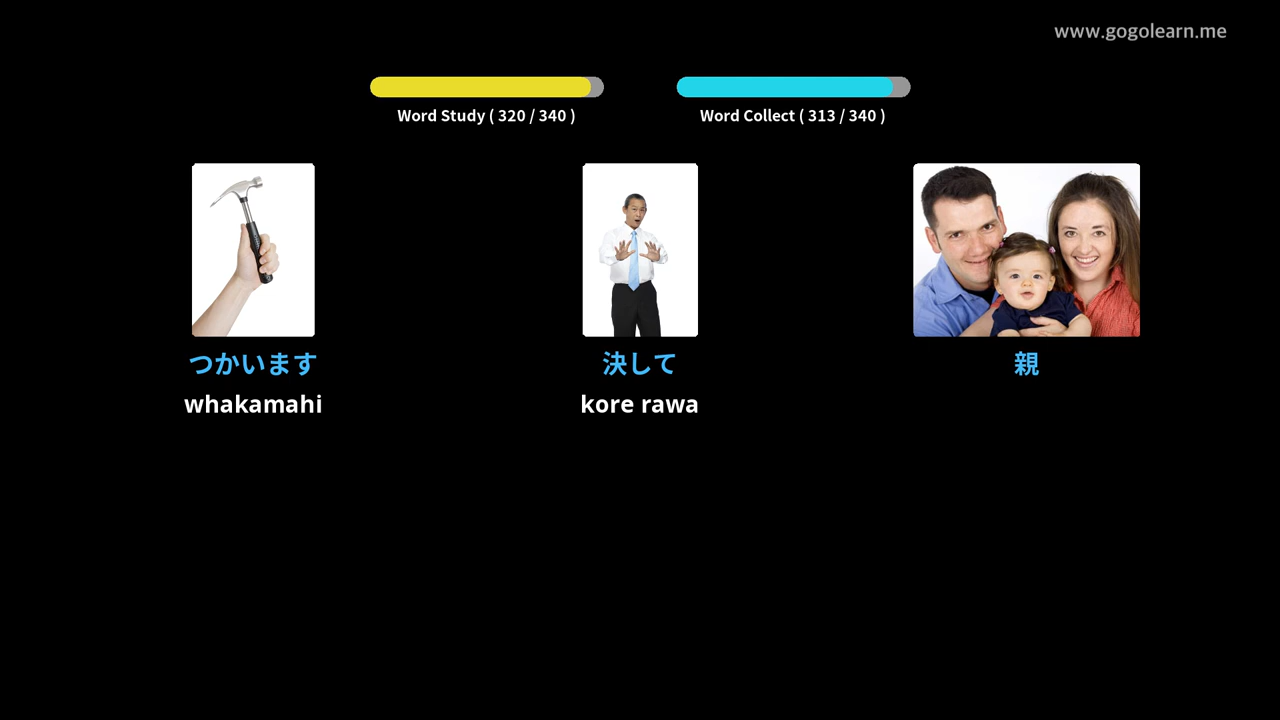 www.gogolearn.me
Word Study ( 320 / 340 )
Word Collect ( 313 / 340 )
つかいます
決して
親
whakamahi
kore rawa